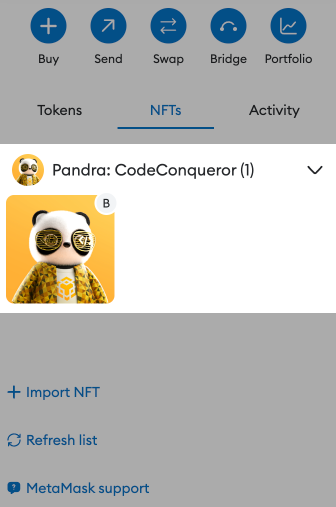 Buy Send Swap Bridge Portfolio
Tokens NFTs Activity
Pandra: CodeConqueror (1)
B
+ Import NFT
Refresh list
MetaMask support